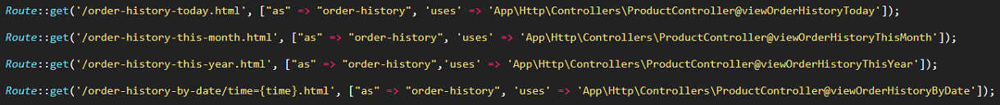 Route::get('/order-history-today.html', ["as" => "order-history", 'uses' => 'App\Http\Controllers\ProductController@viewOrderHistoryToday']);
Route::get('/order-history-this-month.html', ["as" => "order-history", 'uses' => 'App\Http\Controllers\ProductController@viewOrderHistoryThisMonth']);
Route::get('/order-history-this-year.html', ["as" => "order-history",'uses' => 'App\Http\Controllers\ProductController@viewOrderHistoryThisYear']);
Route::get('/order-history-by-date/time={time}.html', ["as" => "order-history", 'uses' => 'App\Http\Controllers\ProductController@viewOrderHistoryByDate']);